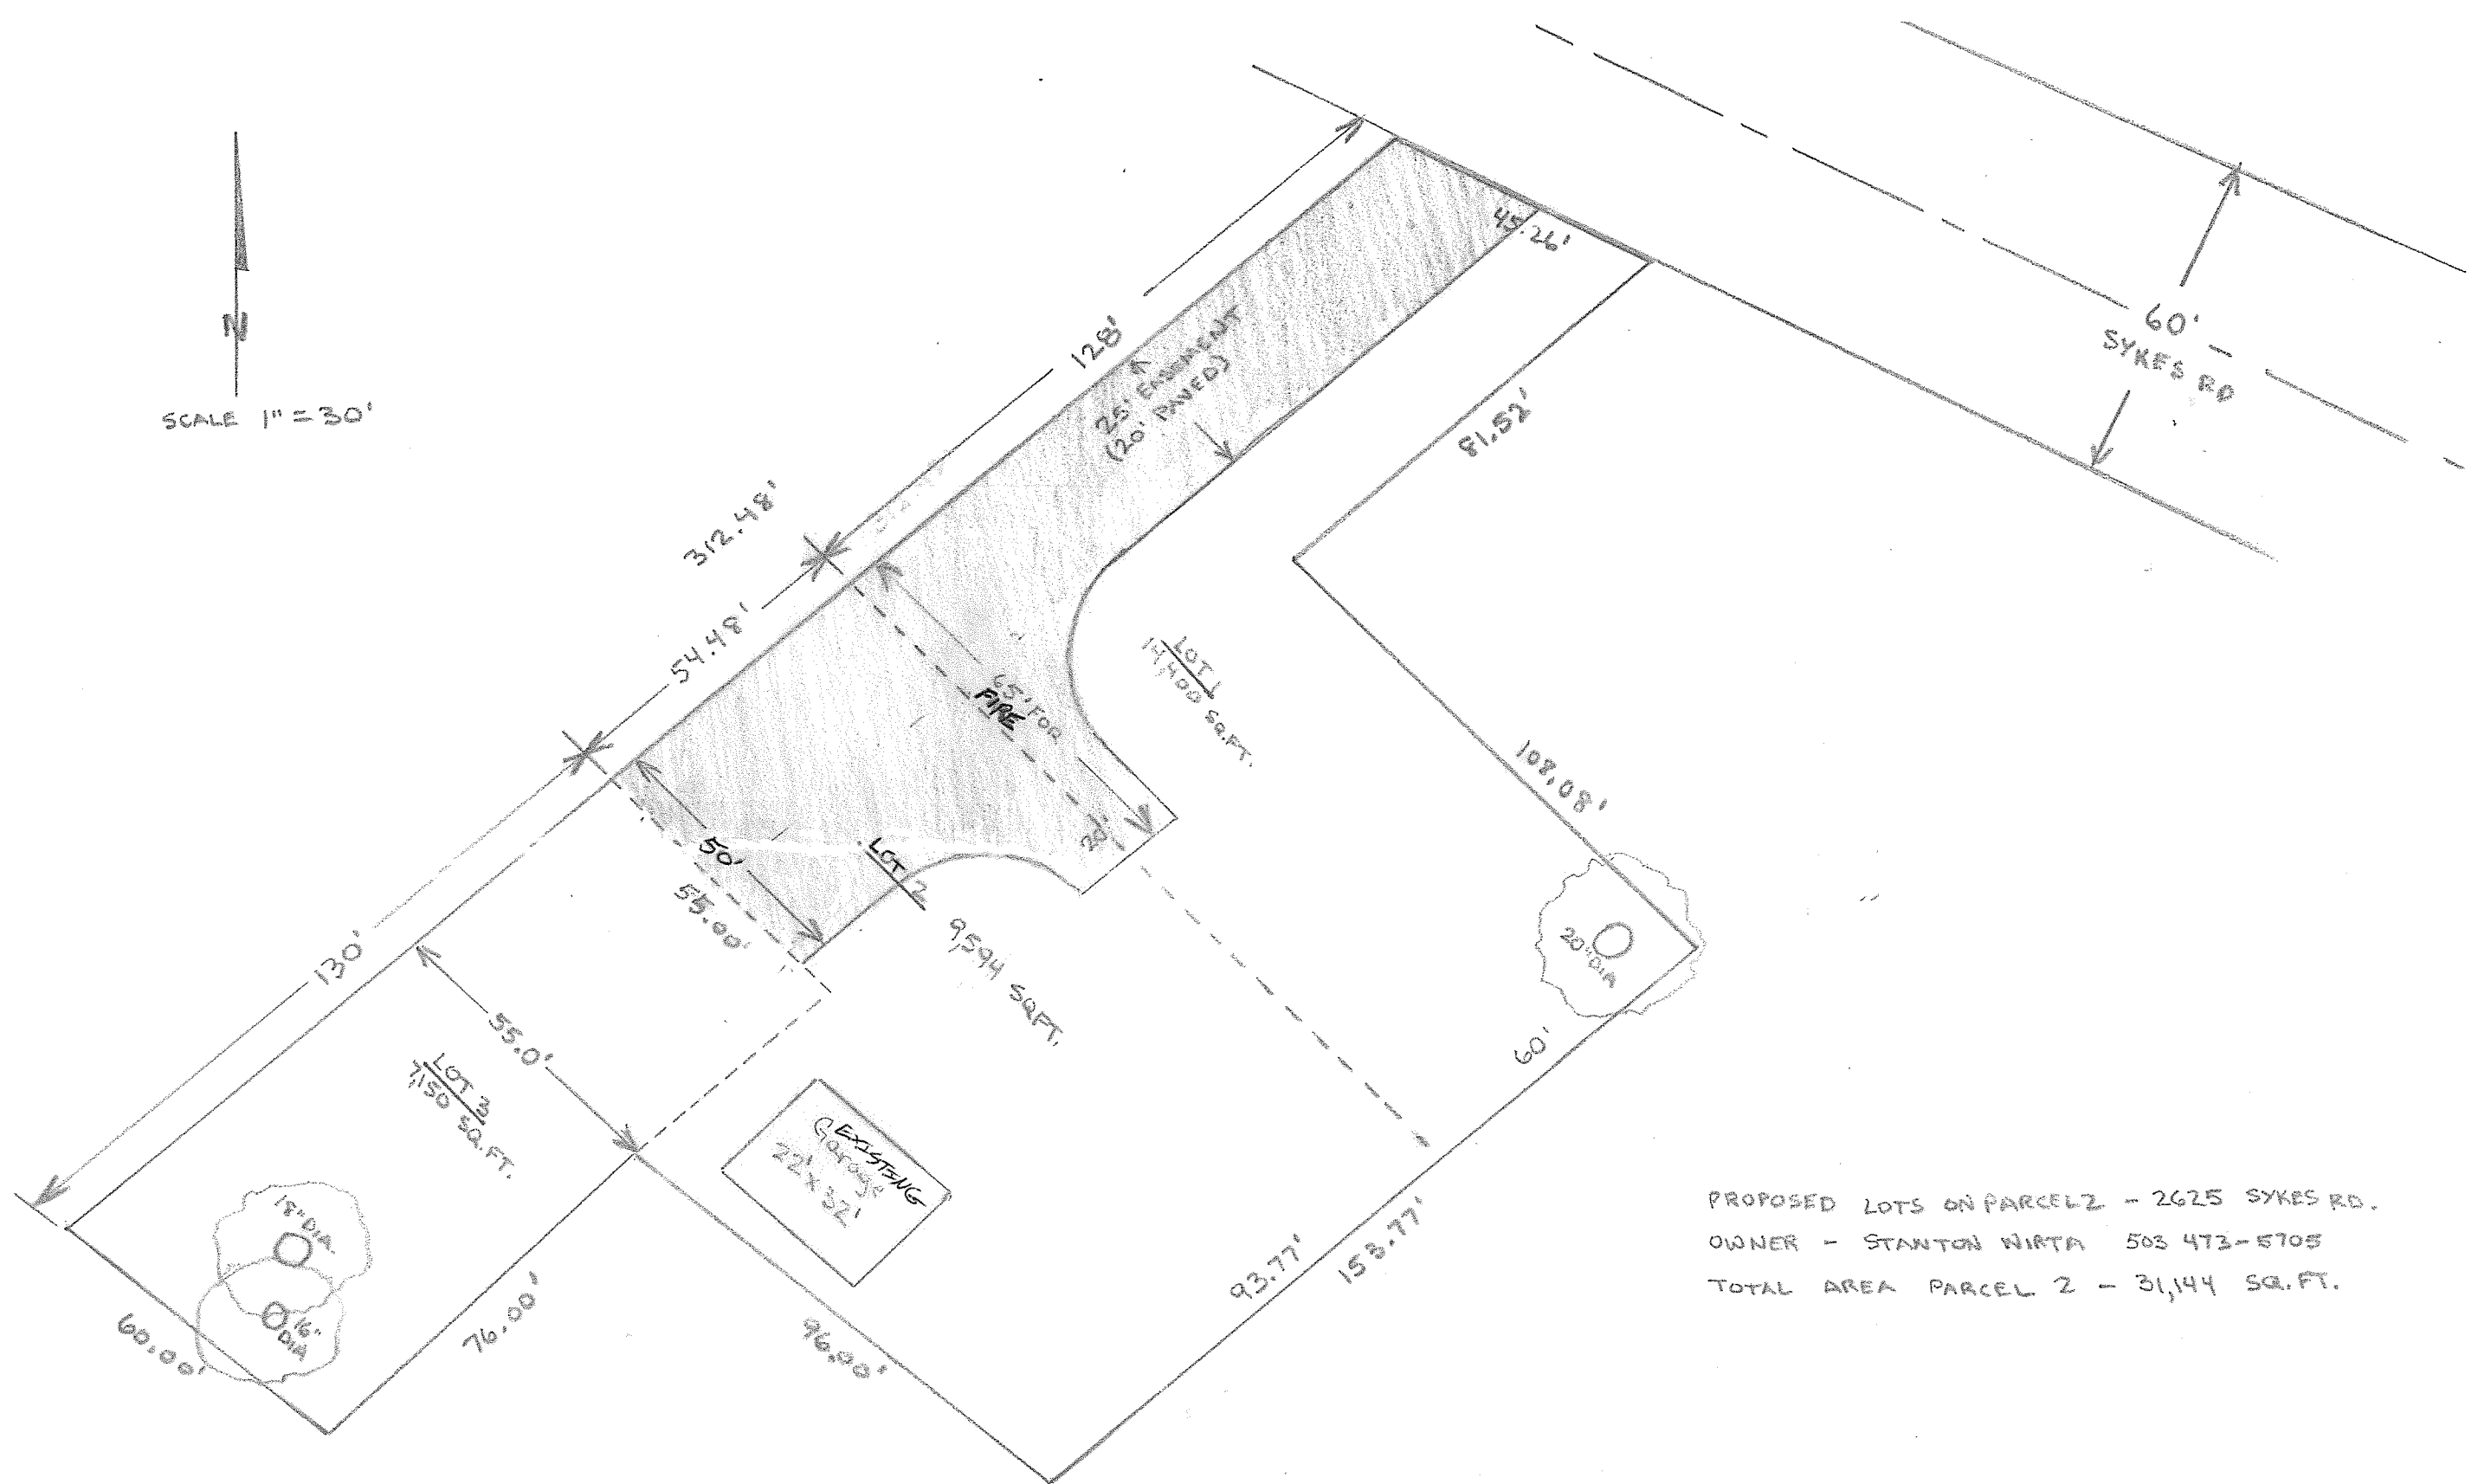 N
SCALE 1" = 30'
128'
45.26'
60'
SYKES RD
25' EASEMENT
(20' PAVED)
81.52'
312.48'
54.48'
65' FOR
FIRE
LOT 1
14,400 SQ.FT.
108.08'
20'
50'
55.00'
LOT 2
9,594 SQFT.
130'
55.0'
LOT 3
7,150 SQ.FT.
20" DIA
60'
EXISTING
Garage
22' X 32'
18" DIA.
16"
DIA
60.00'
76.00'
96.00'
93.77'
153.77'
PROPOSED LOTS ON PARCEL 2 - 2625 SYKES RD.
OWNER - STANTON WIRTA 503 473-5705
TOTAL AREA PARCEL 2 - 31,144 SQ.FT.